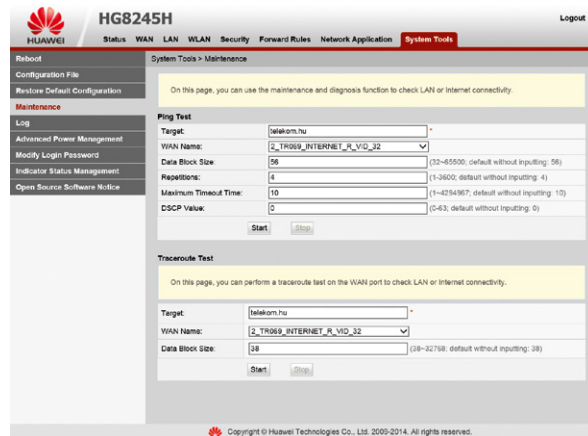 HG8245H
Logout
HUAWEI
Status WAN LAN WLAN Security Forward Rules Network Application System Tools
Reboot
Configuration File
Restore Default Configuration
Maintenance
Log
Advanced Power Management
Modify Login Password
Indicator Status Management
Open Source Software Notice
System Tools > Maintenance
On this page, you can use the maintenance and diagnosis function to check LAN or Internet connectivity.
Ping Test
Target: telekom.hu *
WAN Name: 2_TR069_INTERNET_R_VID_32
Data Block Size: 56 (32~65500; default without inputting: 56)
Repetitions: 4 (1-3600; default without inputting: 4)
Maximum Timeout Time: 10 (1~4294967; default without inputting: 10)
DSCP Value: 0 (0-63; default without inputting: 0)
Start Stop
Traceroute Test
On this page, you can perform a traceroute test on the WAN port to check LAN or Internet connectivity.
Target: telekom.hu *
WAN Name: 2_TR069_INTERNET_R_VID_32
Data Block Size: 38 (38~32768; default without inputting: 38)
Start Stop
Copyright © Huawei Technologies Co., Ltd. 2009-2014. All rights reserved.